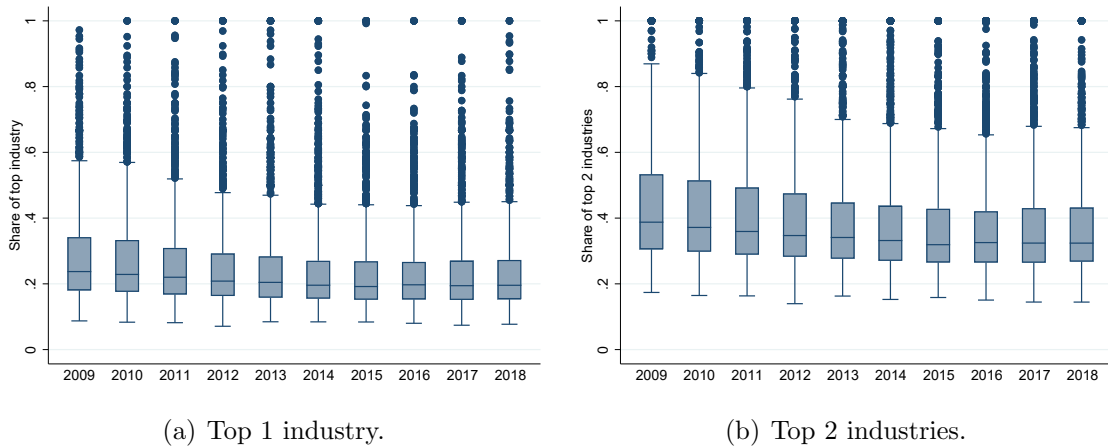 Share of top industry
1
.8
.6
.4
.2
0
2009 2010 2011 2012 2013 2014 2015 2016 2017 2018
(a) Top 1 industry.
Share of top 2 industries
1
.8
.6
.4
.2
0
2009 2010 2011 2012 2013 2014 2015 2016 2017 2018
(b) Top 2 industries.